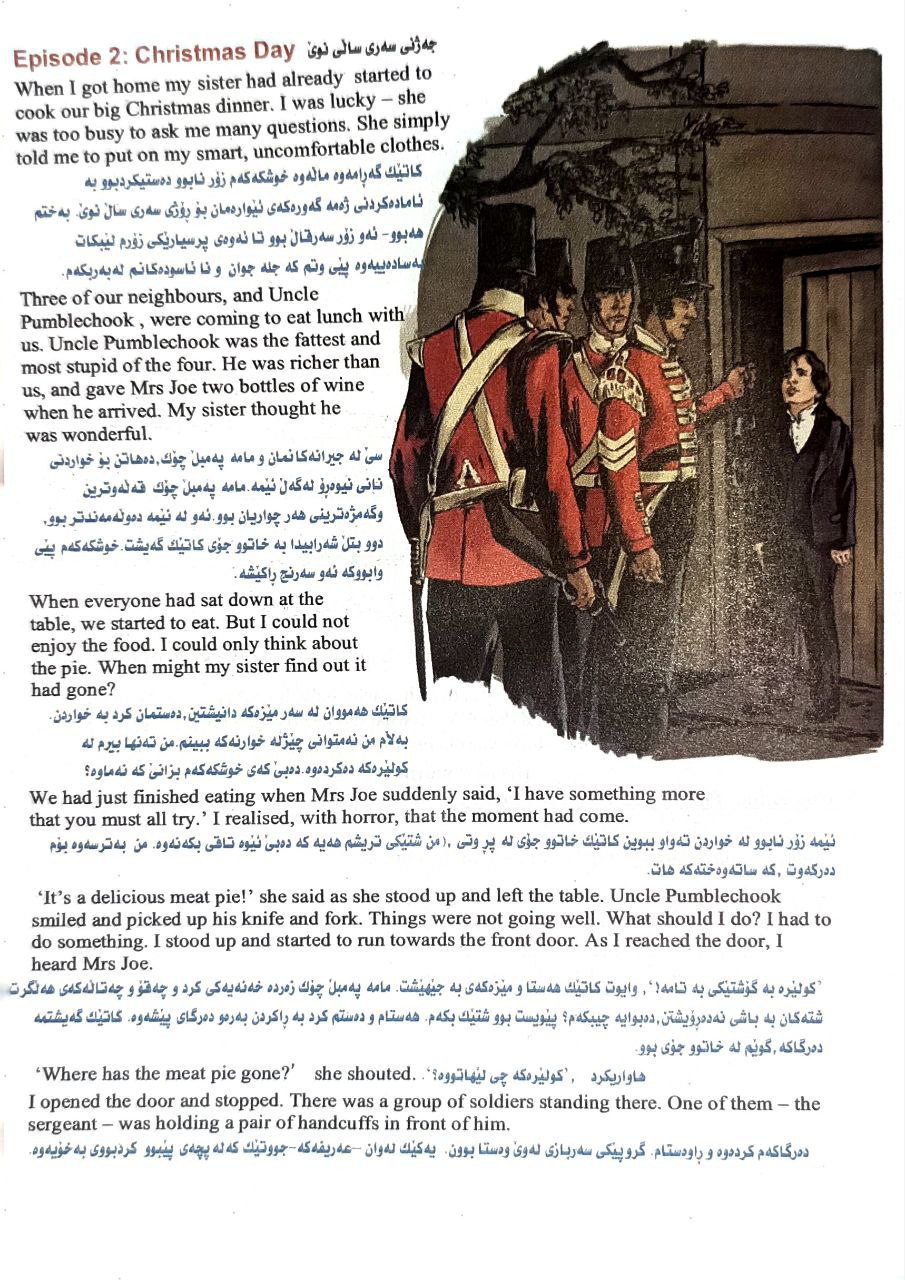 Episode 2: Christmas Day جەژنی سەری ساڵی نوێ
When I got home my sister had already started to
cook our big Christmas dinner. I was lucky – she
was too busy to ask me many questions. She simply
told me to put on my smart, uncomfortable clothes.
کاتێك گەڕامەوە ماڵەوە خوشکەکەم زۆر نابوو دەستیکردبوو بە
ئامادەکردنی ژەمە گەورەکەی ئێوارەمان بۆ ڕۆژی سەری ساڵ نوێ. بەختم
هەبوو- ئەو زۆر سەرقاڵ بوو تا ئەوەی پرسیارێکی زۆرم لێبکات
بەسادەییەوە پێی وتم کە جلە جوان و نا ئاسودەکانم لەبەربکەم.
Three of our neighbours, and Uncle
Pumblechook , were coming to eat lunch with
us. Uncle Pumblechook was the fattest and
most stupid of the four. He was richer than
us, and gave Mrs Joe two bottles of wine
when he arrived. My sister thought he
was wonderful.
سێ لە جیرانەکانمان و مامە پەمبڵ چۆك,دەهاتن بۆ خواردنی
نانی نیوەڕۆ لەگەڵ ئێمە.مامە پەمبڵ چۆك قەڵەوترین
وگەمژەترینی هەر چواریان بوو.ئەو لە ئێمە دەوڵەمەندتر بوو,
دوو بتڵ شەرابیدا بە خاتوو جۆی کاتێك گەیشت.خوشکەکەم پێی
وابووکە ئەو سەرنج ڕاکێشە.
When everyone had sat down at the
table, we started to eat. But I could not
enjoy the food. I could only think about
the pie. When might my sister find out it
had gone?
کاتێك هەمووان لە سەر مێزەکە دانیشتین,دەستمان کرد بە خواردن.
بەڵام من نەمتوانی چێژلە خوارنەکە ببینم.من تەنها بیرم لە
کولێرەکە دەکردەوە.دەبێ کەی خوشکەکەم بزانێ کە نەماوە؟
We had just finished eating when Mrs Joe suddenly said, ‘I have something more
that you must all try.’ I realised, with horror, that the moment had come.
ئێمە زۆر نابوو لە خواردن تەواو ببوین کاتێك خاتوو جۆی لە پڕ وتی ,(من شتێکی تریشم هەیە کە دەبێ ئێوە تاقی بکەنەوە. من بەترسەوە بۆم
دەرگەوت ,کە ساتەوەختەکە هات.
‘It’s a delicious meat pie!’ she said as she stood up and left the table. Uncle Pumblechook
smiled and picked up his knife and fork. Things were not going well. What should I do? I had to
do something. I stood up and started to run towards the front door. As I reached the door, I
heard Mrs Joe.
‘کولێرە بە گۆشتێکی بە تامە!’, وایوت کاتێك هەستا و مێزەکەی بە جێهێشت. مامە پەمبڵ چۆك زەردە خەنەیەکی کرد و چەقۆ و چەتاڵەکەی هەڵگرت
شتەکان بە باشی نەدەڕۆیشتن,دەبوایە چیبکەم؟ پێویست بوو شتێك بکەم. هەستام و دەستم کرد بە ڕاکردن بەرەو دەرگای پێشەوە. کاتێك گەیشتمە
دەرگاکە,گوێم لە خاتوو جۆی بوو.
‘Where has the meat pie gone?’ she shouted. ‘کولێرەکە چی لێهاتووە؟’, هاواریکرد
I opened the door and stopped. There was a group of soldiers standing there. One of them – the
sergeant – was holding a pair of handcuffs in front of him.
دەرگاکەم کردەوە و ڕاوەستام. گروپێکی سەربازی لەوێ وەستا بوون. یەکێك لەوان –عەریفەکە–جووتێك کەلەپچەی پێبوو کردبووی بەخۆیەوە.